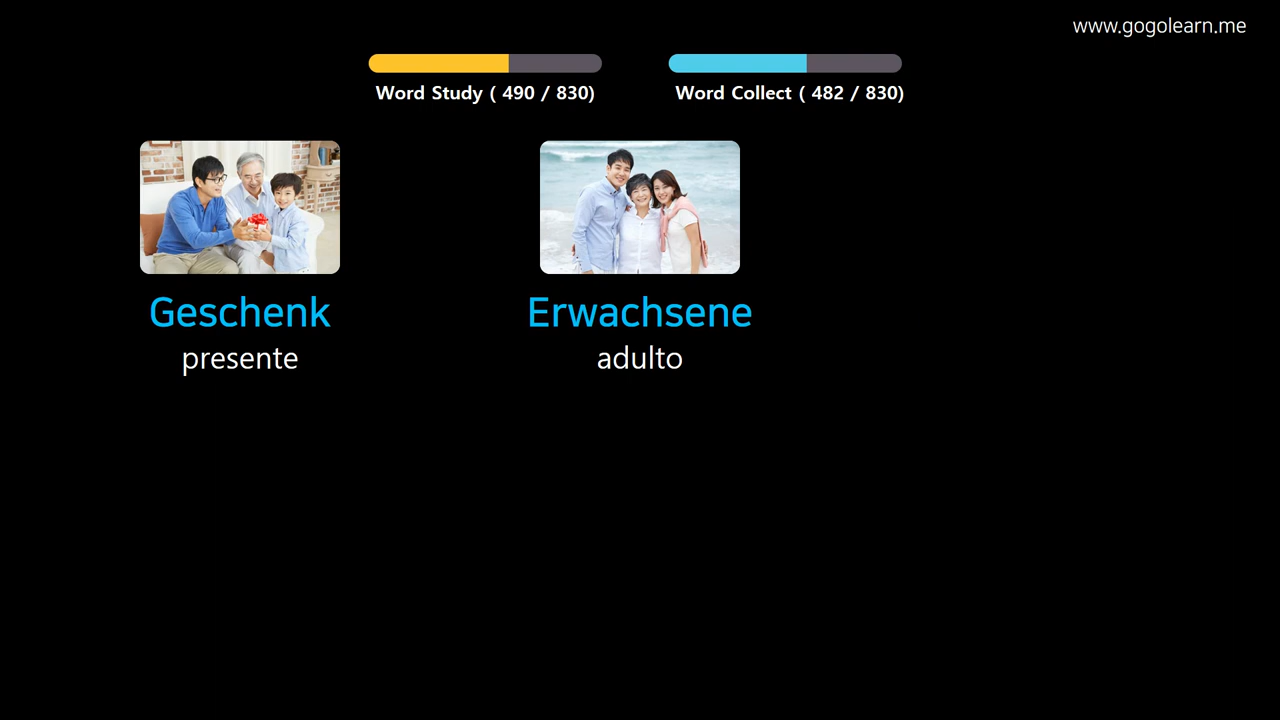 www.gogolearn.me
Word Study ( 490 / 830)
Word Collect ( 482 / 830)
Geschenk
presente
Erwachsene
adulto